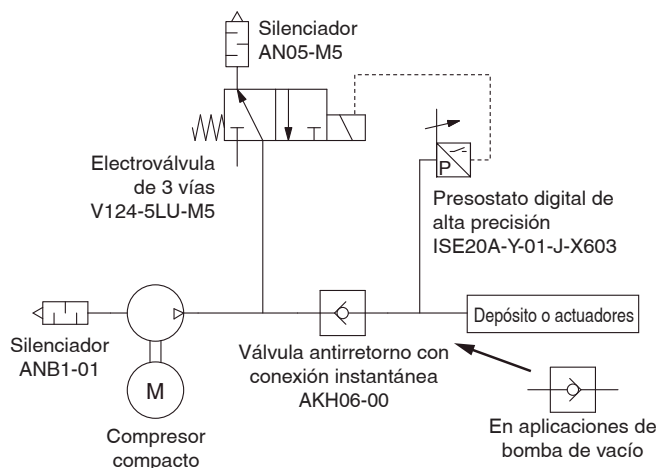 Silenciador
AN05-M5
Electroválvula
de 3 vías
V124-5LU-M5
P
Presostato digital de
alta precisión
ISE20A-Y-01-J-X603
Silenciador
ANB1-01
M
Compresor
compacto
Válvula antirretorno con
conexión instantánea
AKH06-00
Depósito o actuadores
En aplicaciones de
bomba de vacío